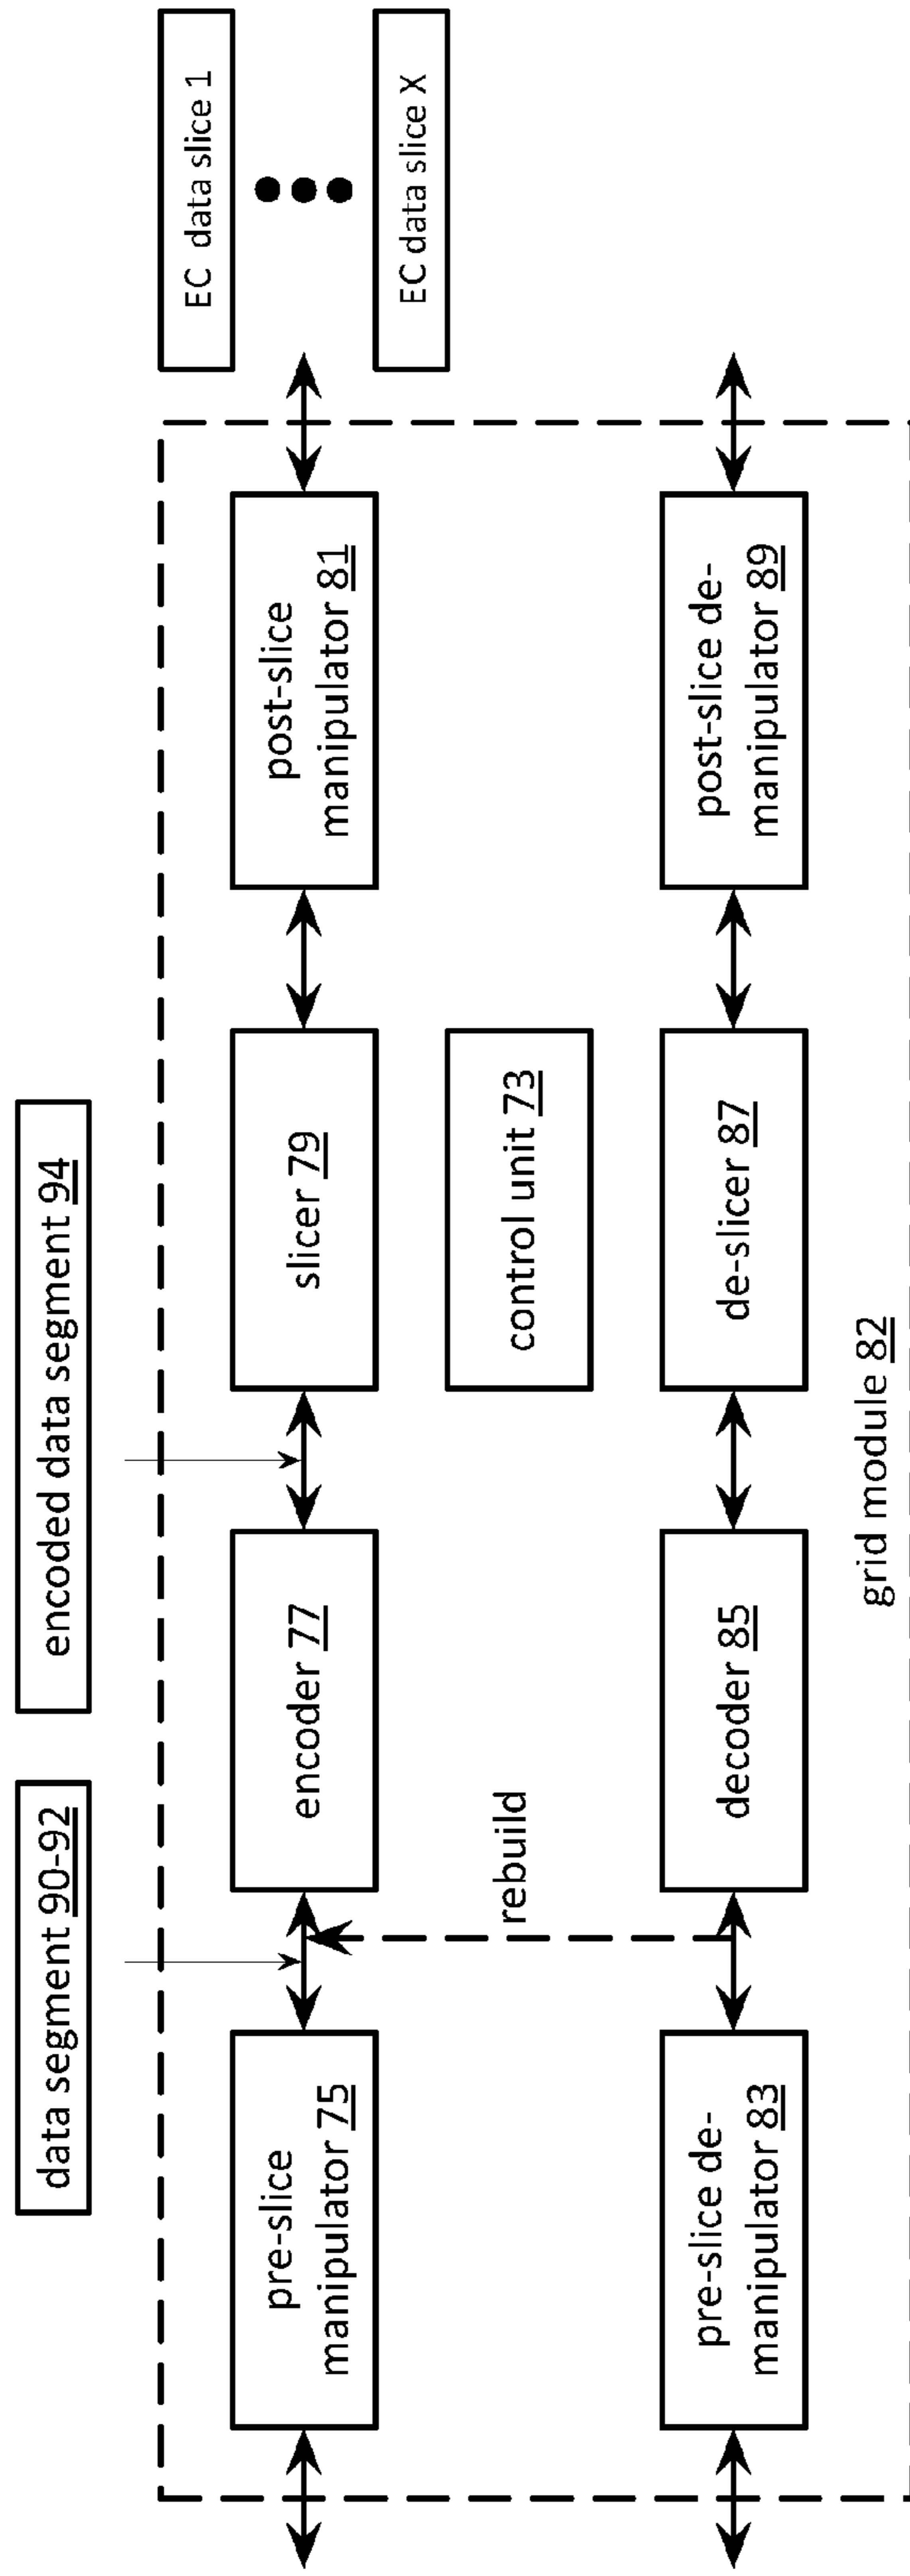 data segment 90-92
encoded data segment 94
EC  data slice 1
EC data slice X
pre-slice
manipulator 75
encoder 77
slicer 79
post-slice
manipulator 81
rebuild
control unit 73
pre-slice de-
manipulator 83
decoder 85
de-slicer 87
post-slice de-
manipulator 89
grid module 82